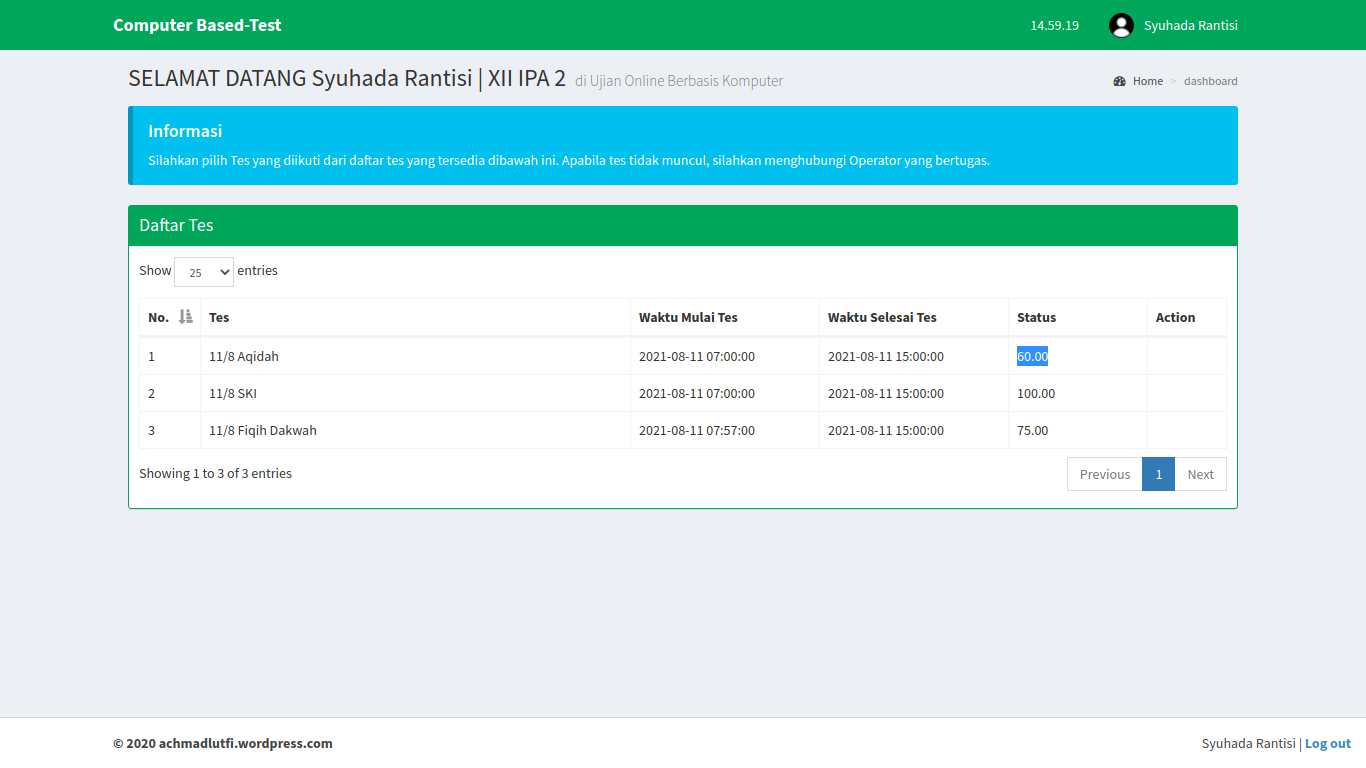 Computer Based-Test
14.59.19
Syuhada Rantisi
SELAMAT DATANG Syuhada Rantisi | XII IPA 2 di Ujian Online Berbasis Komputer
Home > dashboard
Informasi
Silahkan pilih Tes yang diikuti dari daftar tes yang tersedia dibawah ini. Apabila tes tidak muncul, silahkan menghubungi Operator yang bertugas.
Daftar Tes
Show 25 entries
No. Tes Waktu Mulai Tes Waktu Selesai Tes Status Action
1 11/8 Aqidah 2021-08-11 07:00:00 2021-08-11 15:00:00 60.00
2 11/8 SKI 2021-08-11 07:00:00 2021-08-11 15:00:00 100.00
3 11/8 Fiqih Dakwah 2021-08-11 07:57:00 2021-08-11 15:00:00 75.00
Showing 1 to 3 of 3 entries
Previous 1 Next
© 2020 achmadlutfi.wordpress.com
Syuhada Rantisi | Log out